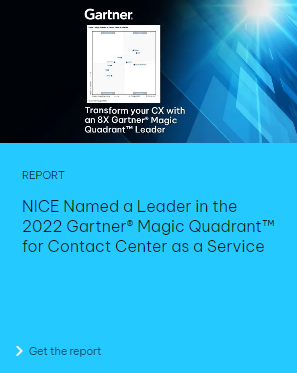 Gartner
Transform your CX with
an 8X Gartner® Magic
Quadrant™ Leader
REPORT
NICE Named a Leader in the
2022 Gartner® Magic Quadrant™
for Contact Center as a Service
Get the report